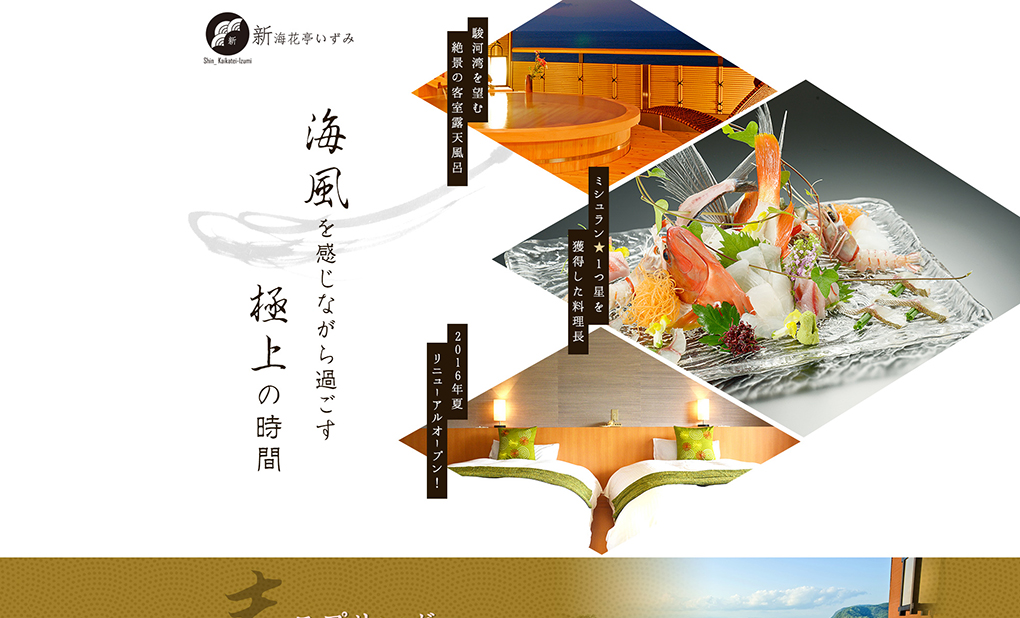 新
新海花亭いずみ
Shin_Kaikatei-Izumi
海風を感じながら過ごす
極上の時間
駿河湾を望む
絶景の客室露天風呂
ミシュラン★1つ星を
獲得した料理長
2016年夏
リニューアルオープン!